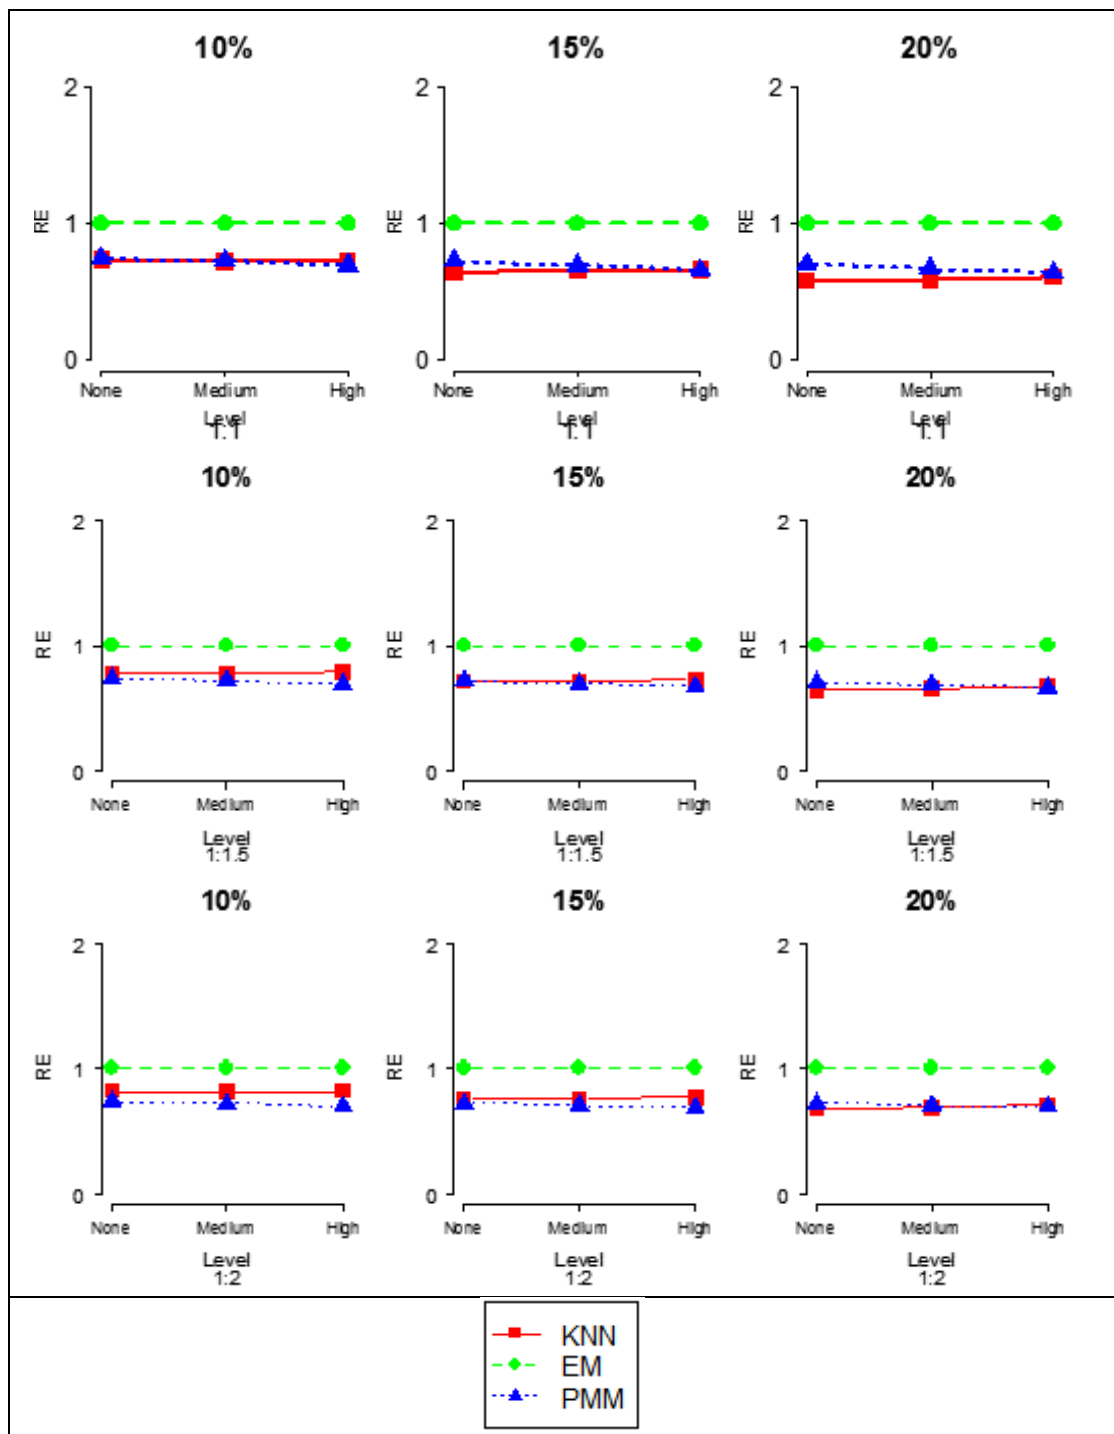 10% 15% 20%
2 2 2
RE 1 RE 1 RE 1
0 0 0
None Medium High None Medium High None Medium High
Level Level Level
1:1 1:1 1:1
10% 15% 20%
2 2 2
RE 1 RE 1 RE 1
0 0 0
None Medium High None Medium High None Medium High
Level Level Level
1:1.5 1:1.5 1:1.5
10% 15% 20%
2 2 2
RE 1 RE 1 RE 1
0 0 0
None Medium High None Medium High None Medium High
Level Level Level
1:2 1:2 1:2
KNN
EM
PMM